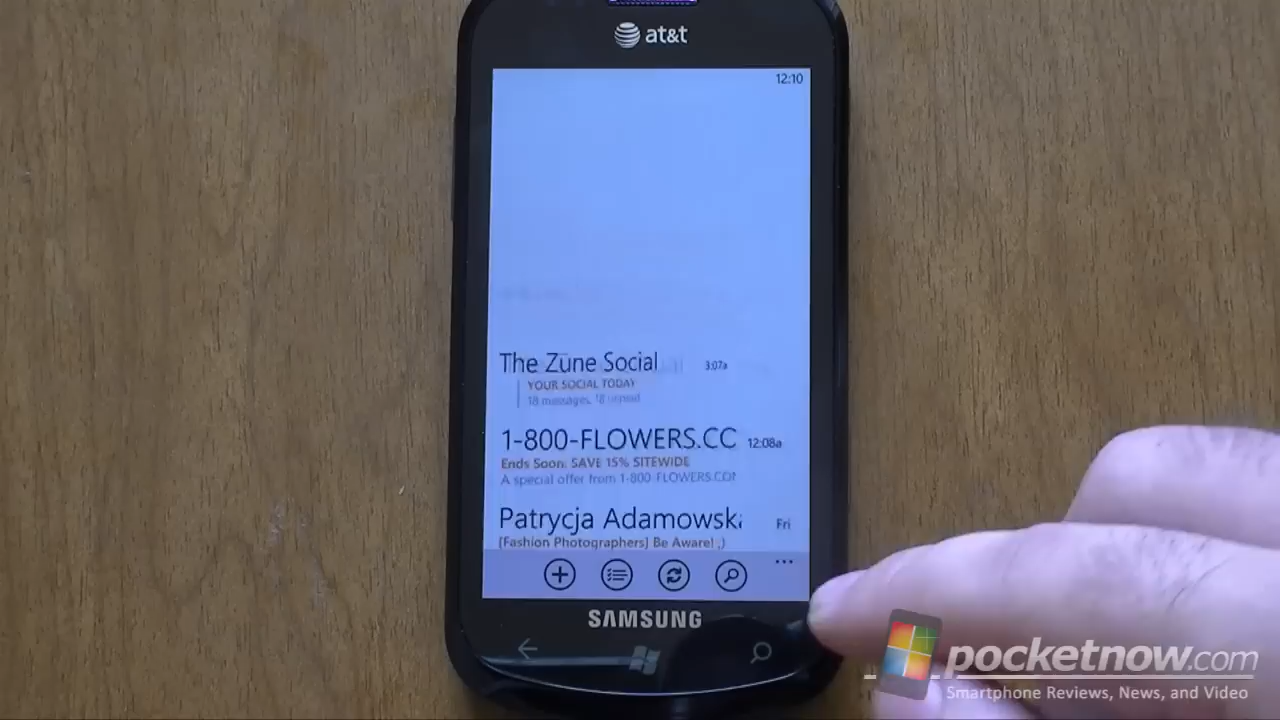 at&t
12:10
The Zune Social 3:07a
YOUR SOCIAL TODAY
18 messages, 18 unread
1-800-FLOWERS.CC 12:08a
Ends Soon: SAVE 15% SITEWIDE
A special offer from 1-800-FLOWERS.COM
Patrycja Adamowska Fri
[Fashion Photographers] Be Aware! ;)
...
SAMSUNG
pocketnow.com
Smartphone Reviews, News, and Video